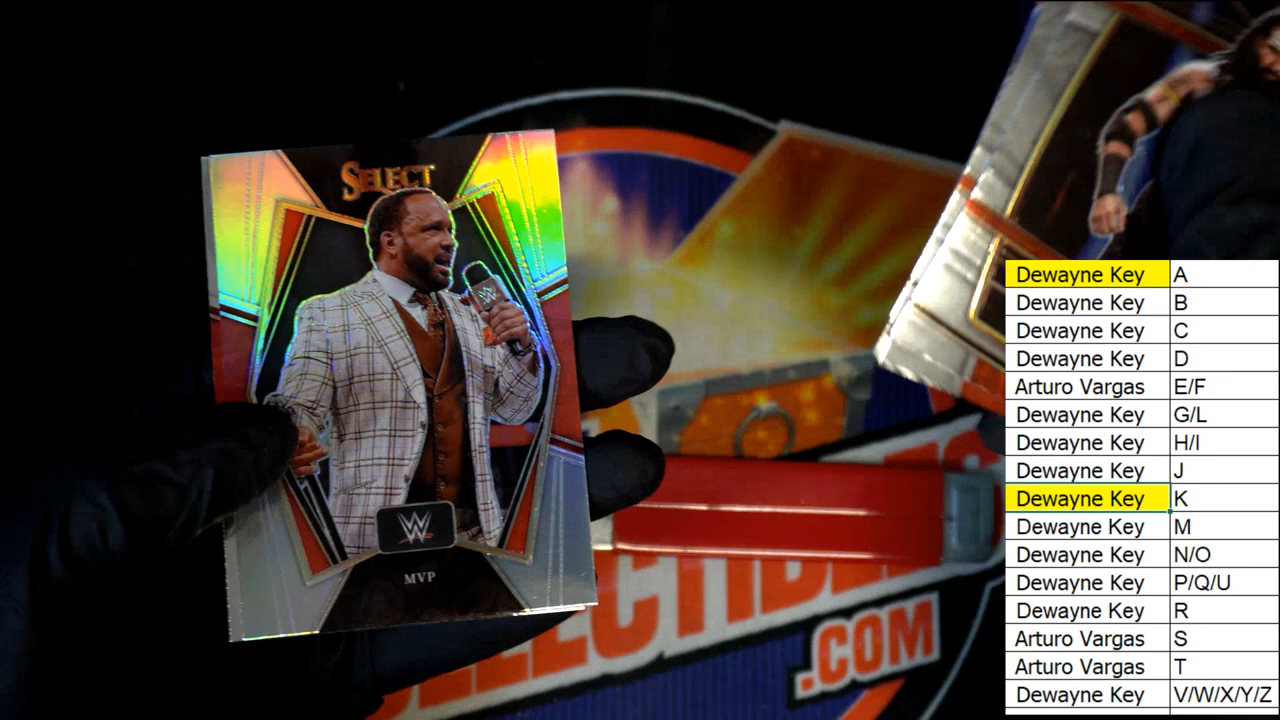 SELECT
W
W
MVP
.COM
Dewayne Key A
Dewayne Key B
Dewayne Key C
Dewayne Key D
Arturo Vargas E/F
Dewayne Key G/L
Dewayne Key H/I
Dewayne Key J
Dewayne Key K
Dewayne Key M
Dewayne Key N/O
Dewayne Key P/Q/U
Dewayne Key R
Arturo Vargas S
Arturo Vargas T
Dewayne Key V/W/X/Y/Z